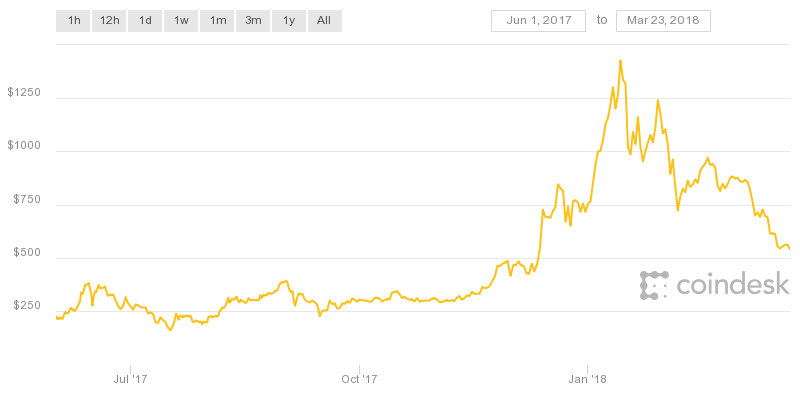 1h 12h 1d 1w 1m 3m 1y All Jun 1, 2017 to Mar 23, 2018
$1250
$1000
$750
$500
coindesk
$250
Jul '17 Oct '17 Jan '18